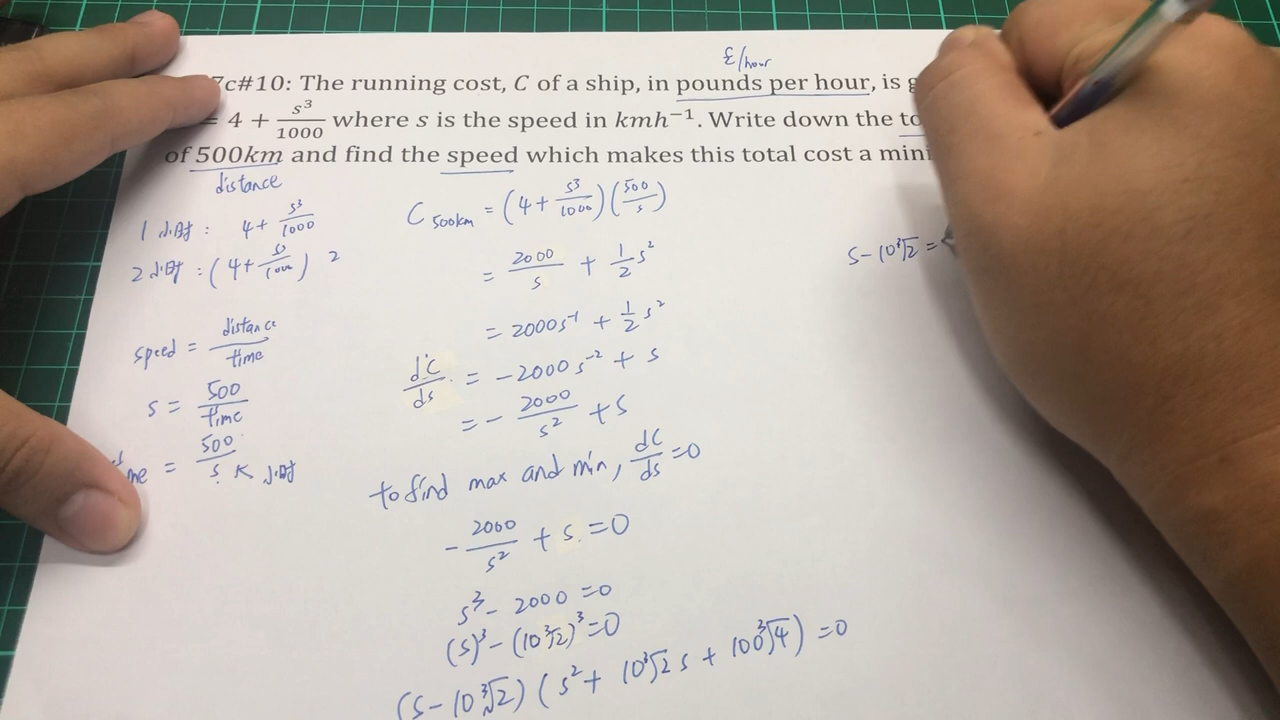 7c#10: The running cost, C of a ship, in pounds per hour, is
£/hour
= 4 + s³/1000 where s is the speed in kmh⁻¹. Write down the
of 500km and find the speed which makes this total cost a
distance
1小时: 4 + s³/1000
2小时: (4 + s³/1000) 2
speed = distance/time
s = 500/time
= 500/s ← 小时
C 500km = (4 + s³/1000)(500/s)
= 2000/s + 1/2 s²
= 2000s⁻¹ + 1/2 s²
dC/ds = -2000s⁻² + s
= - 2000/s² + s
to find max and min, dC/ds = 0
- 2000/s² + s = 0
s³ - 2000 = 0
(s)³ - (10∛2)³ = 0
(s - 10∛2)(s² + 10∛2 s + 100∛4) = 0
s - 10∛2 =